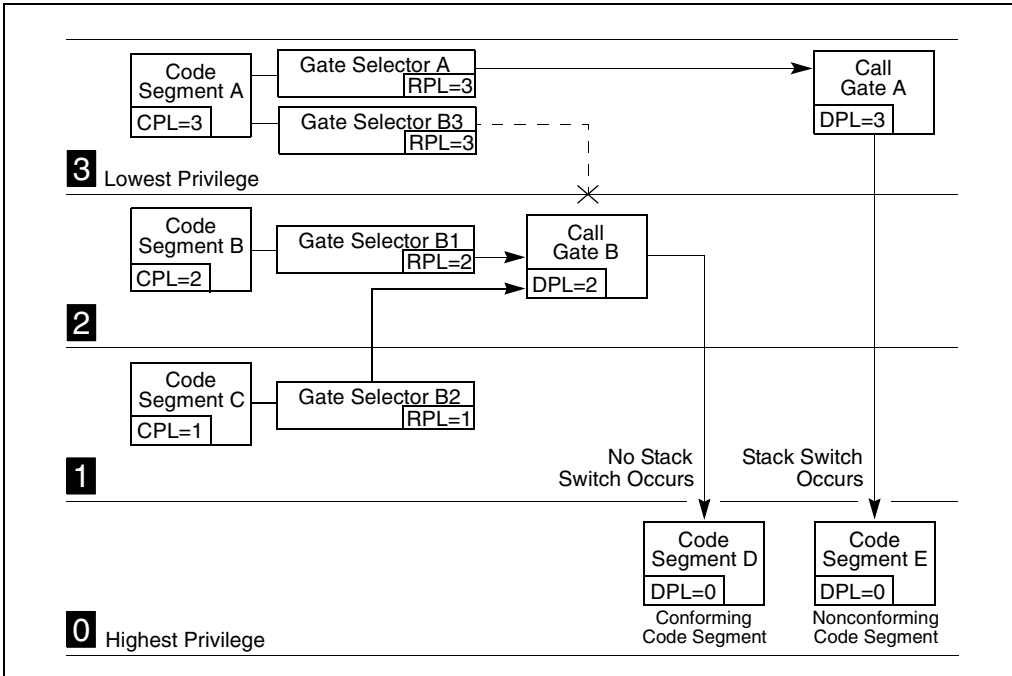 Code
Segment A
CPL=3
Gate Selector A
RPL=3
Gate Selector B3
RPL=3
Call
Gate A
DPL=3
3 Lowest Privilege
Code
Segment B
CPL=2
Gate Selector B1
RPL=2
Call
Gate B
DPL=2
2
Code
Segment C
CPL=1
Gate Selector B2
RPL=1
No Stack
Switch Occurs
Stack Switch
Occurs
1
Code
Segment D
DPL=0
Conforming
Code Segment
Code
Segment E
DPL=0
Nonconforming
Code Segment
0 Highest Privilege